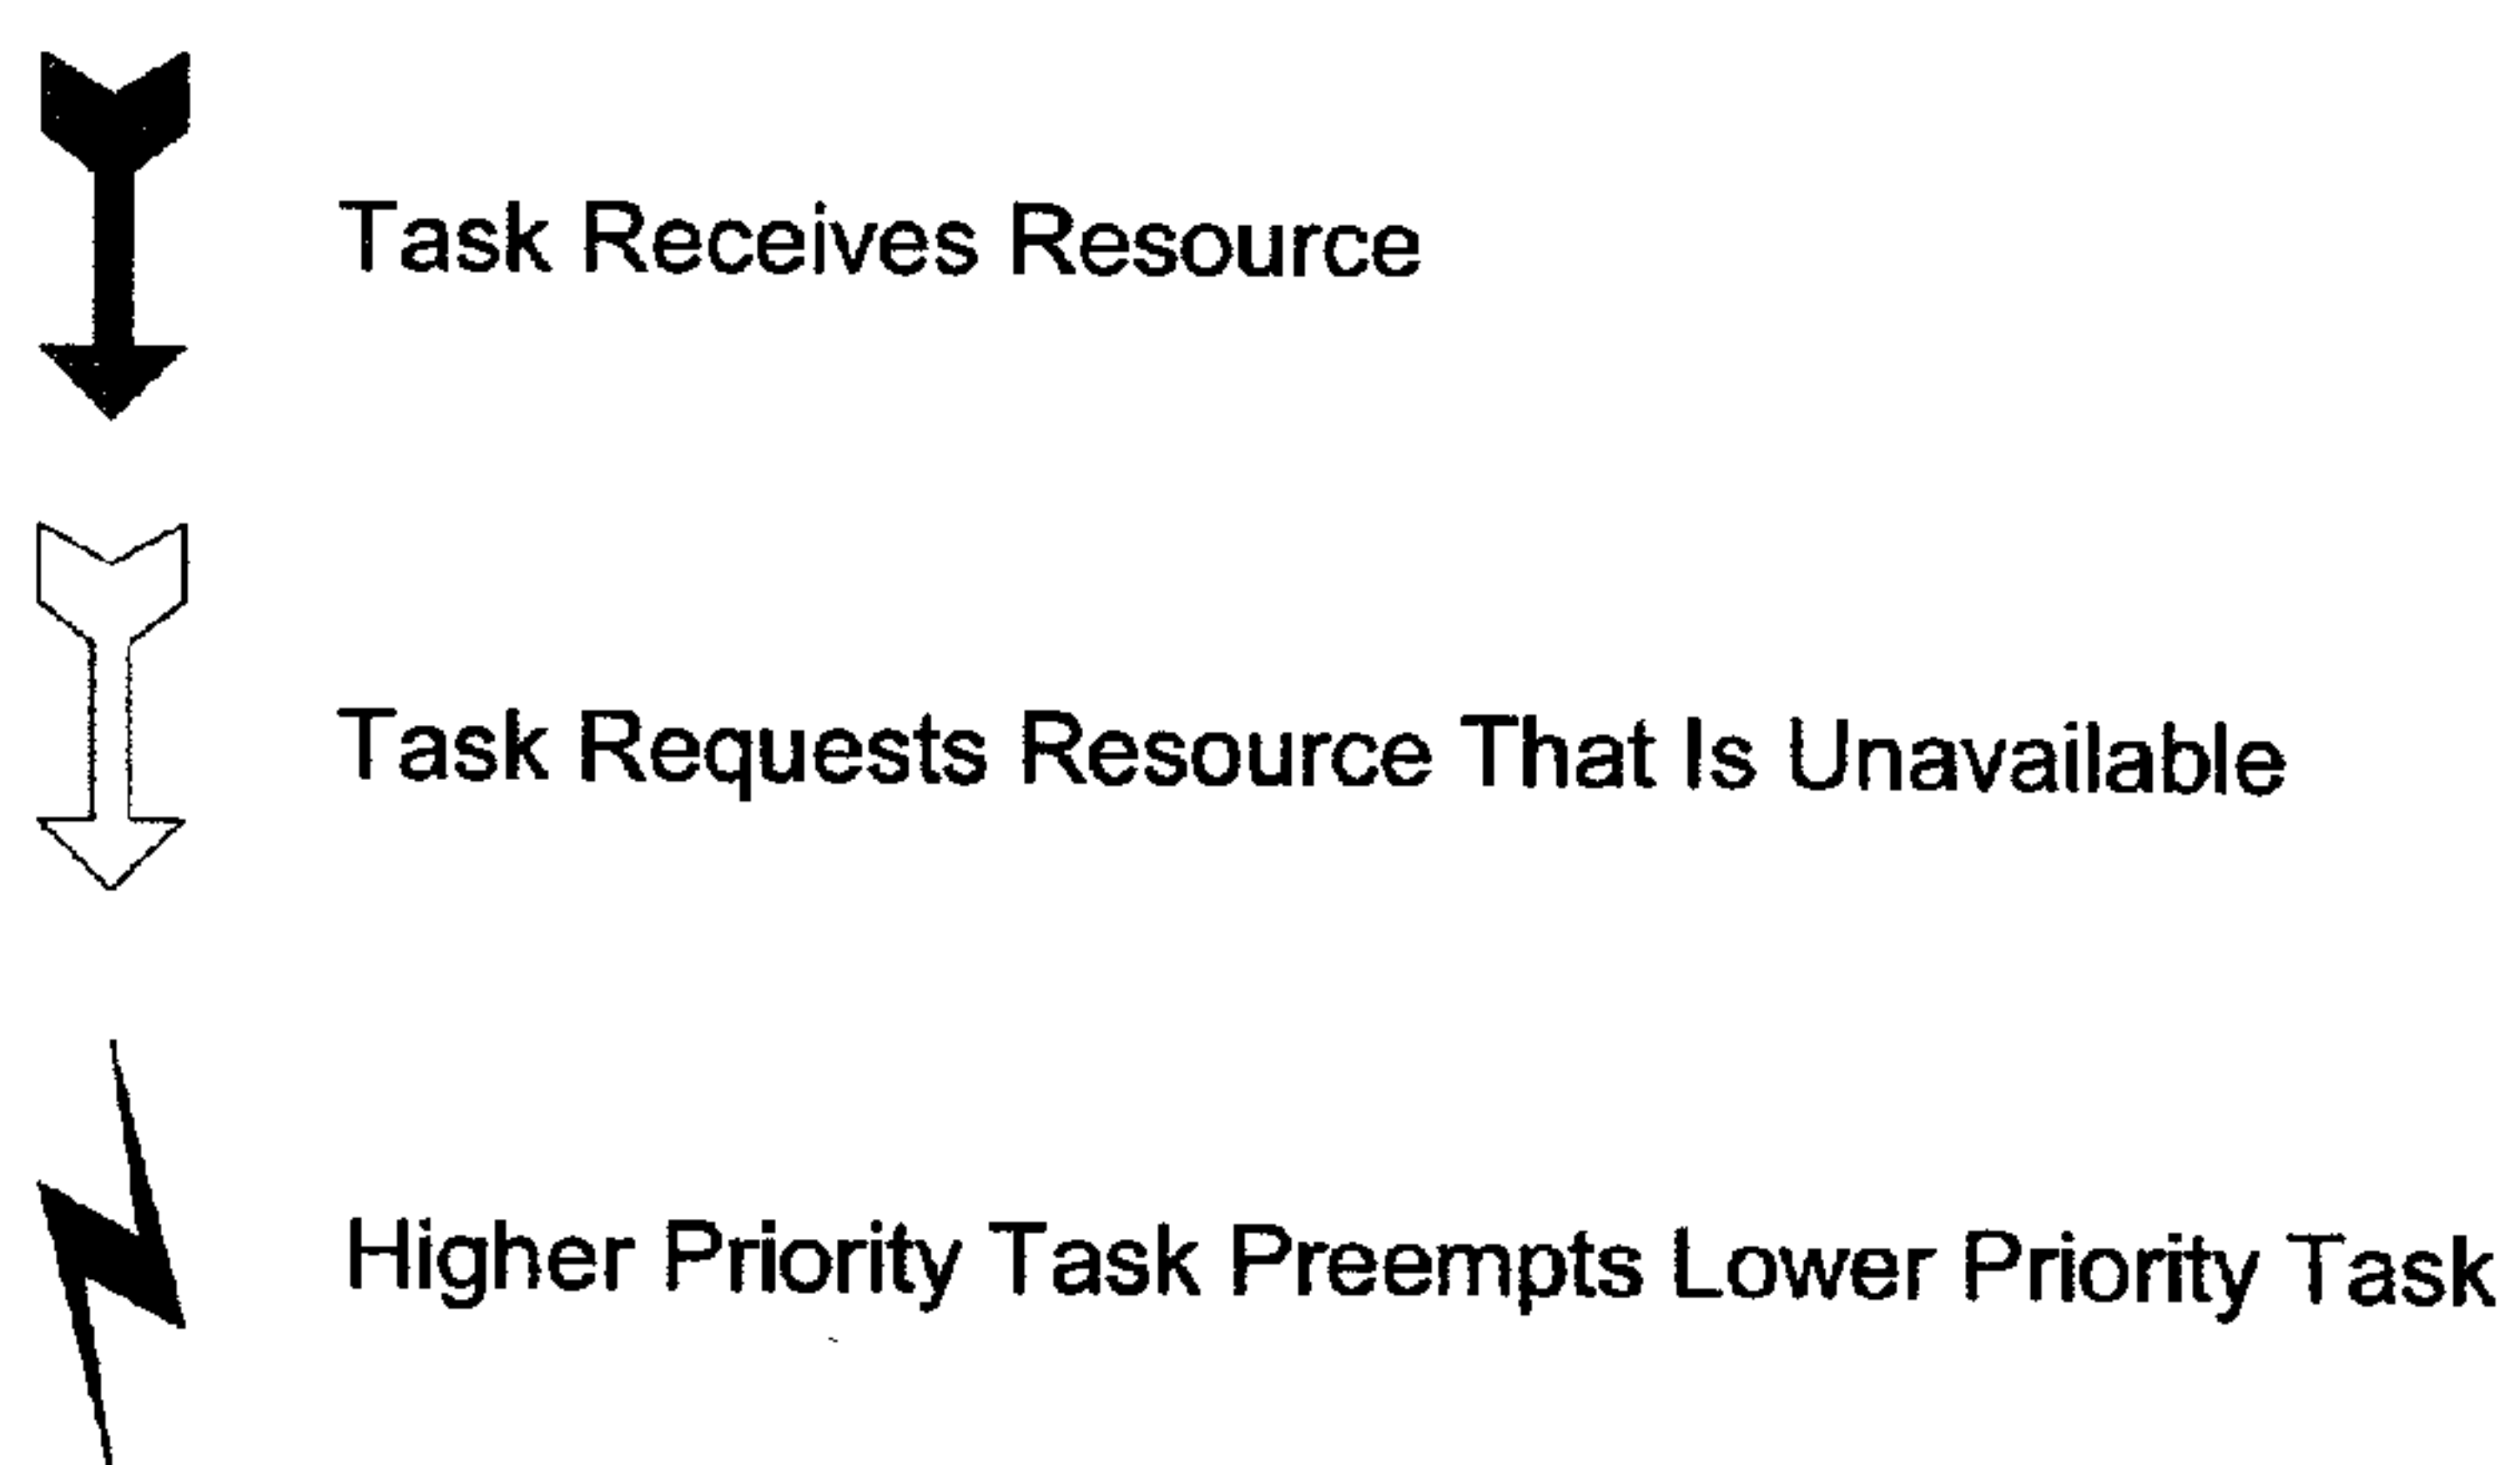 Task Receives Resource
Task Requests Resource That Is Unavailable
Higher Priority Task Preempts Lower Priority Task